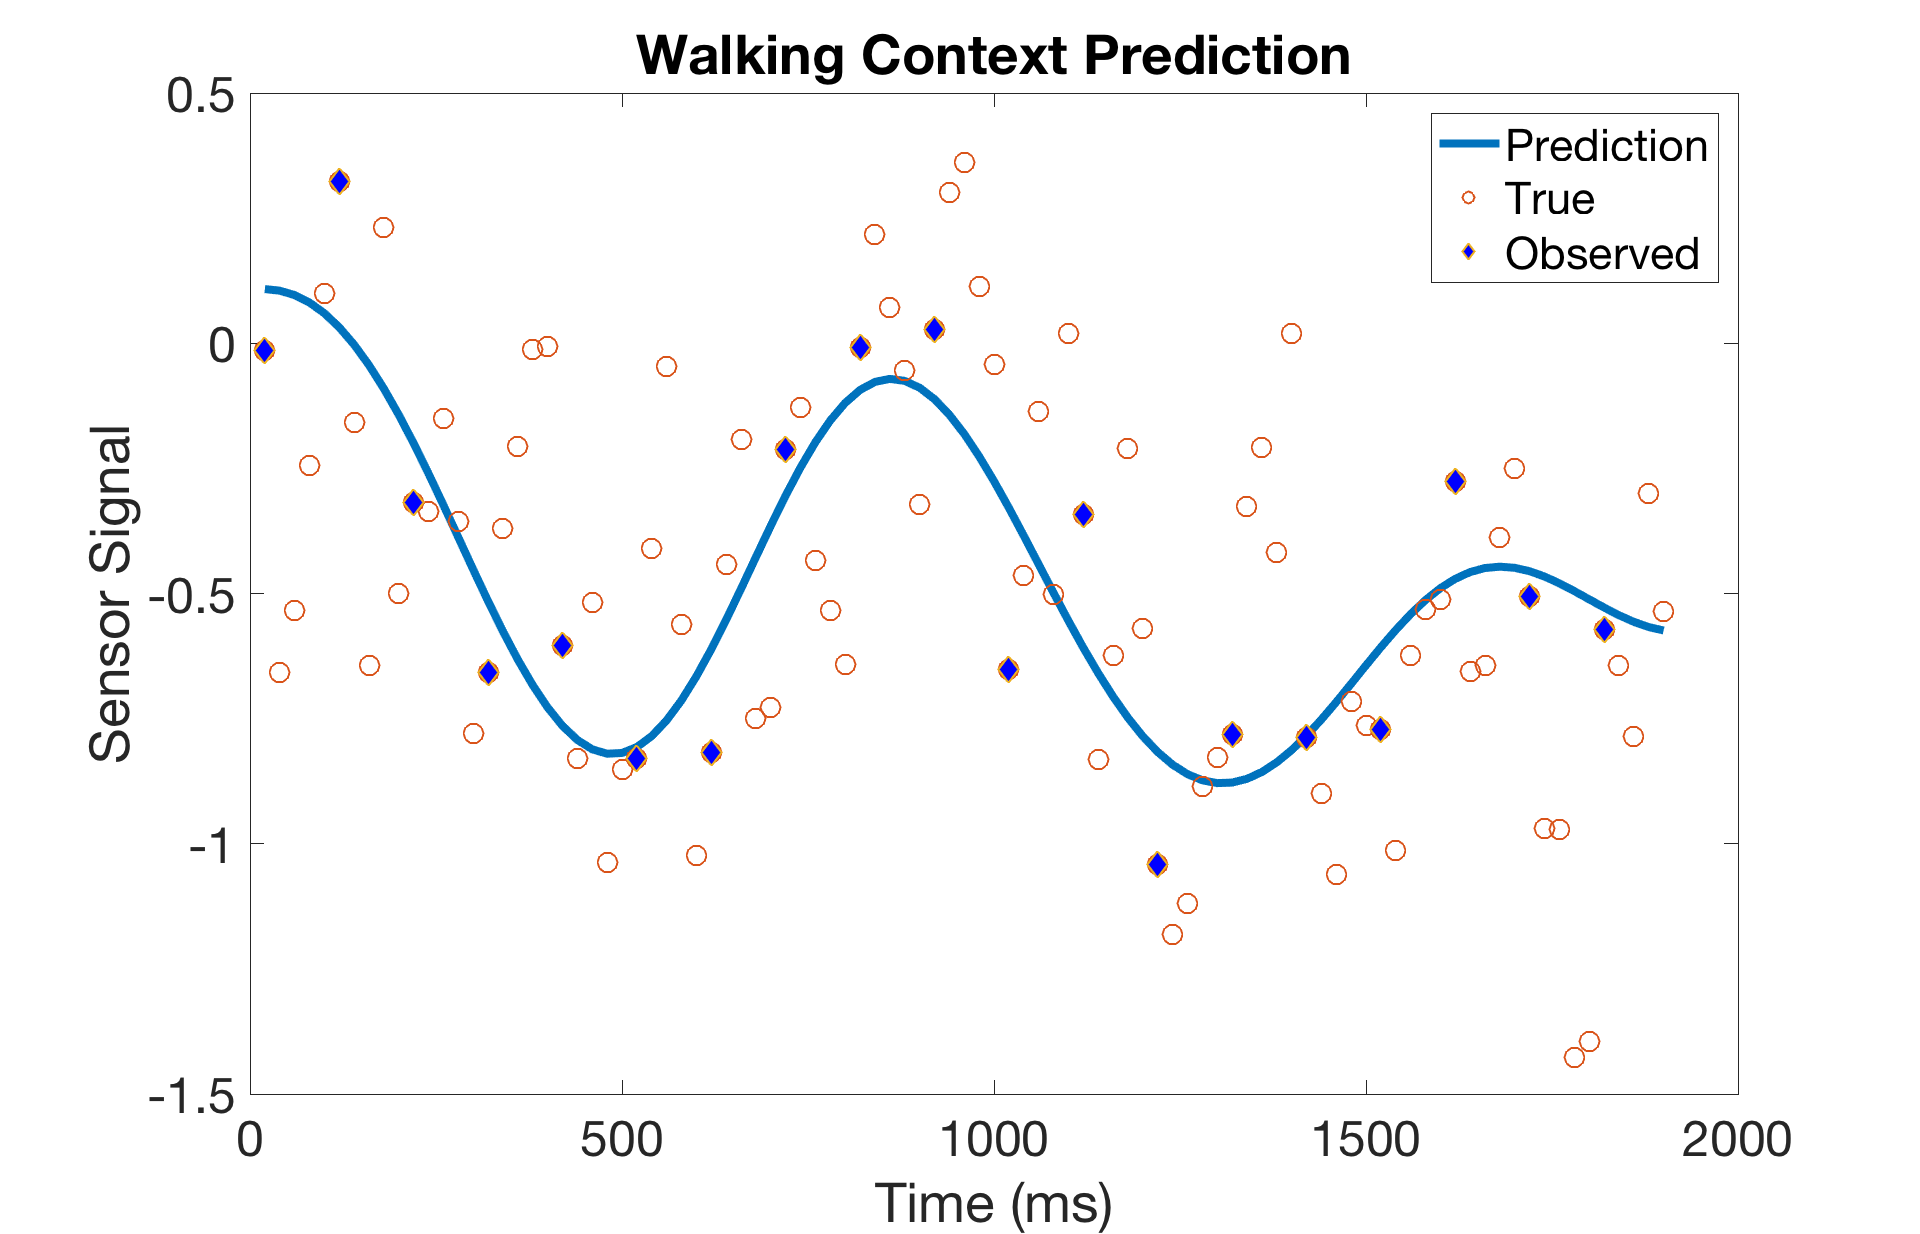 Walking Context Prediction
0.5
0
-0.5
-1
-1.5
Sensor Signal
Prediction
True
Observed
0 500 1000 1500 2000
Time (ms)